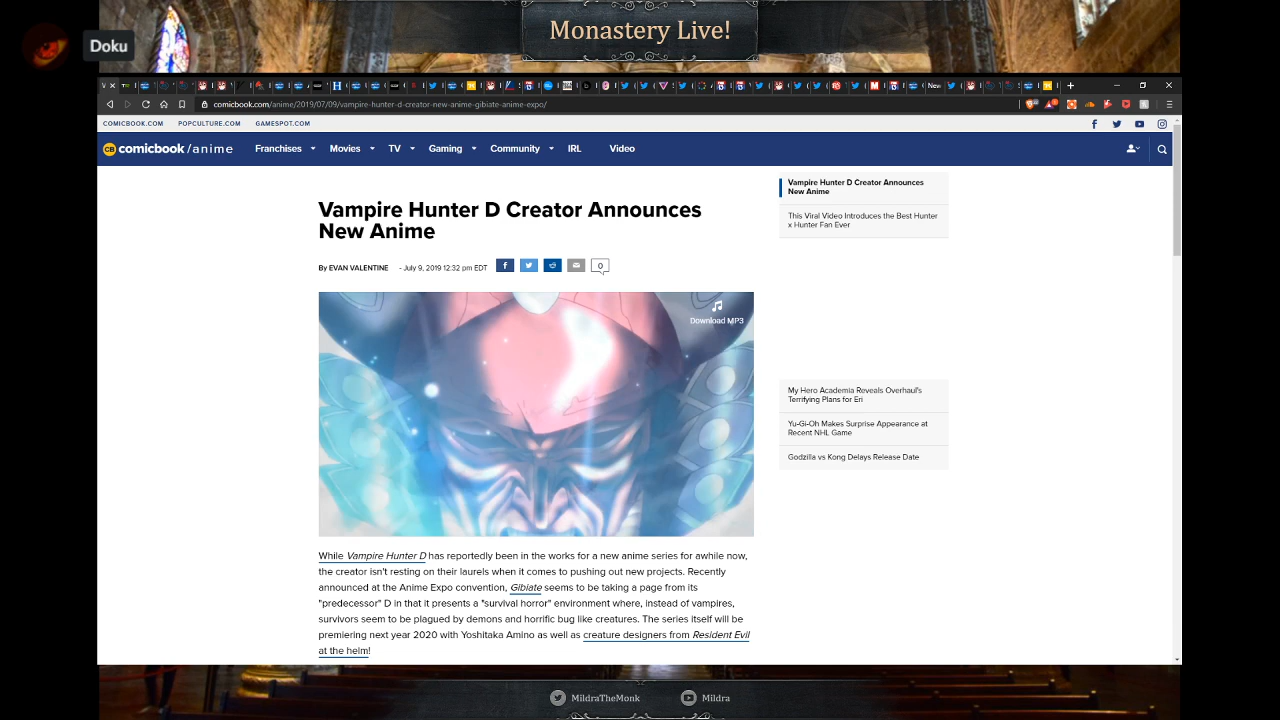 Monastery Live!
Doku
comicbook.com/anime/2019/07/09/vampire-hunter-d-creator-new-anime-gibiate-anime-expo/
COMICBOOK.COM POPCULTURE.COM GAMESPOT.COM
CB comicbook/anime Franchises Movies TV Gaming Community IRL Video
Vampire Hunter D Creator Announces
New Anime
By EVAN VALENTINE - July 9, 2019 12:32 pm EDT
0
Download MP3
While Vampire Hunter D has reportedly been in the works for a new anime series for awhile now,
the creator isn't resting on their laurels when it comes to pushing out new projects. Recently
announced at the Anime Expo convention, Gibiate seems to be taking a page from its
"predecessor" D in that it presents a "survival horror" environment where, instead of vampires,
survivors seem to be plagued by demons and horrific bug like creatures. The series itself will be
premiering next year 2020 with Yoshitaka Amino as well as creature designers from Resident Evil
at the helm!
Vampire Hunter D Creator Announces
New Anime
This Viral Video Introduces the Best Hunter
x Hunter Fan Ever
My Hero Academia Reveals Overhaul's
Terrifying Plans for Eri
Yu-Gi-Oh Makes Surprise Appearance at
Recent NHL Game
Godzilla vs Kong Delays Release Date
MildraTheMonk Mildra